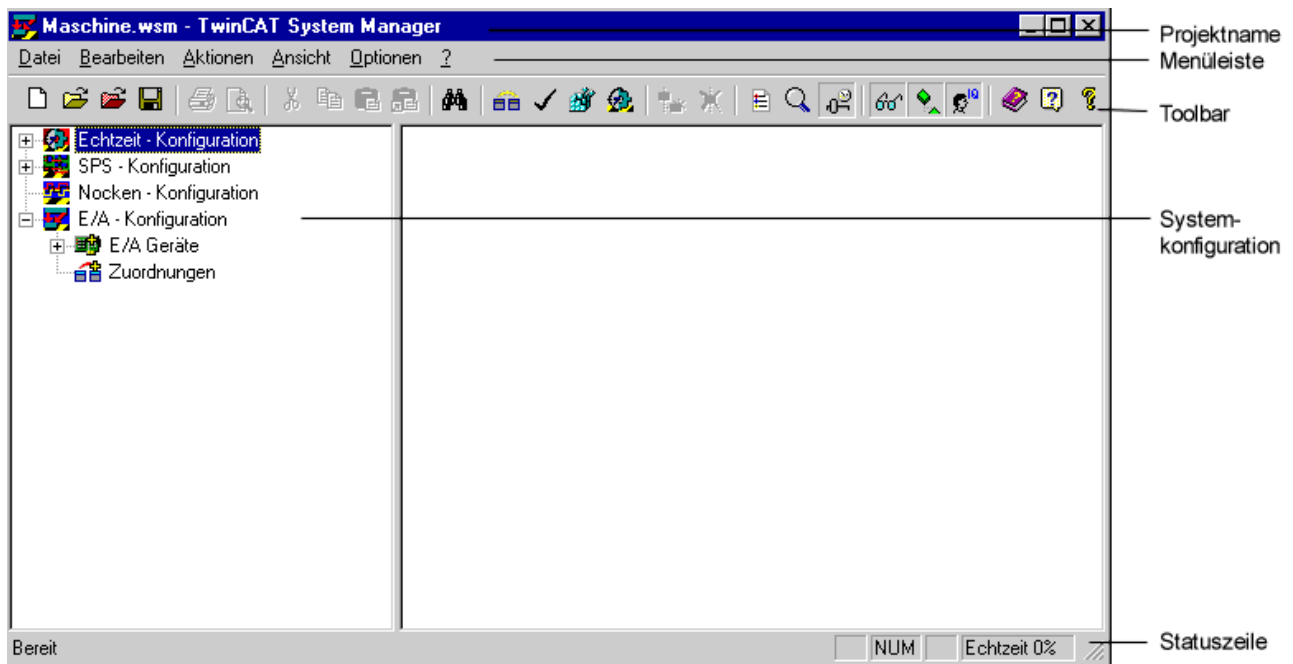 Maschine.wsm - TwinCAT System Manager
Projektname
Datei Bearbeiten Aktionen Ansicht Optionen ?
Menüleiste
IQ
Toolbar
Echtzeit - Konfiguration
SPS - Konfiguration
Nocken - Konfiguration
E/A - Konfiguration
System-
konfiguration
E/A Geräte
Zuordnungen
Bereit
NUM
Echtzeit 0%
Statuszeile